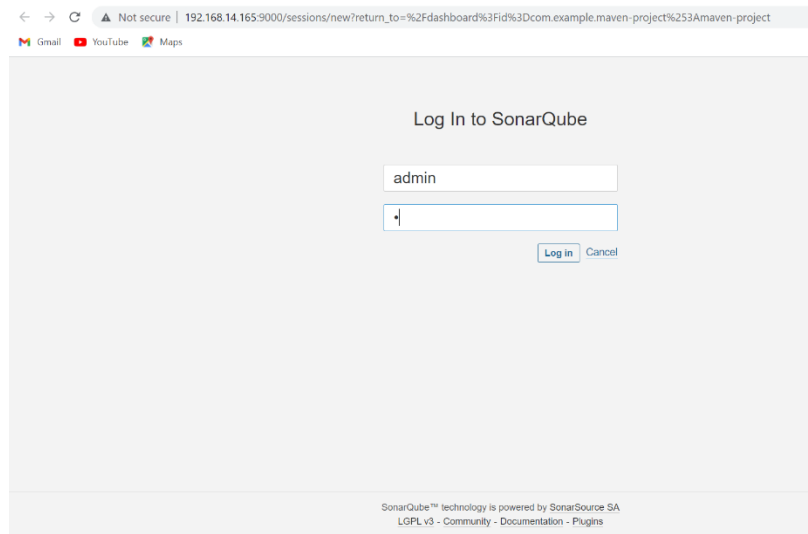 Not secure | 192.168.14.165:9000/sessions/new?return_to=%2Fdashboard%3Fid%3Dcom.example.maven-project%253Amaven-project
Gmail YouTube Maps
Log In to SonarQube
admin
•
Log in Cancel
SonarQube™ technology is powered by SonarSource SA
LGPL v3 - Community - Documentation - Plugins